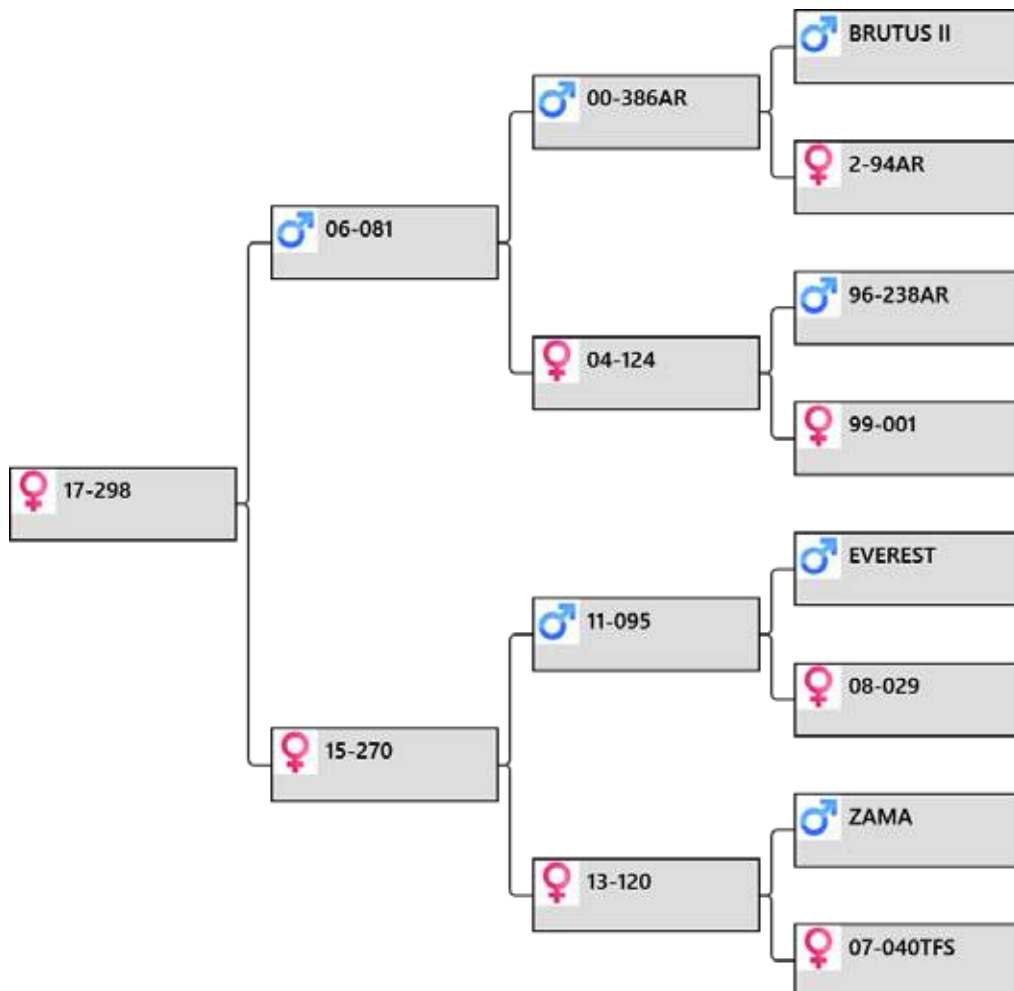 BRUTUS II
00-386AR
2-94AR
06-081
96-238AR
04-124
99-001
17-298
EVEREST
11-095
08-029
15-270
ZAMA
13-120
07-040TFS